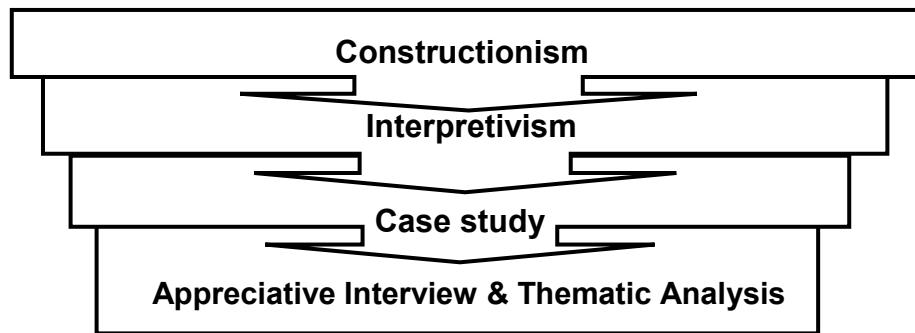 Constructionism
Interpretivism
Case study
Appreciative Interview & Thematic Analysis